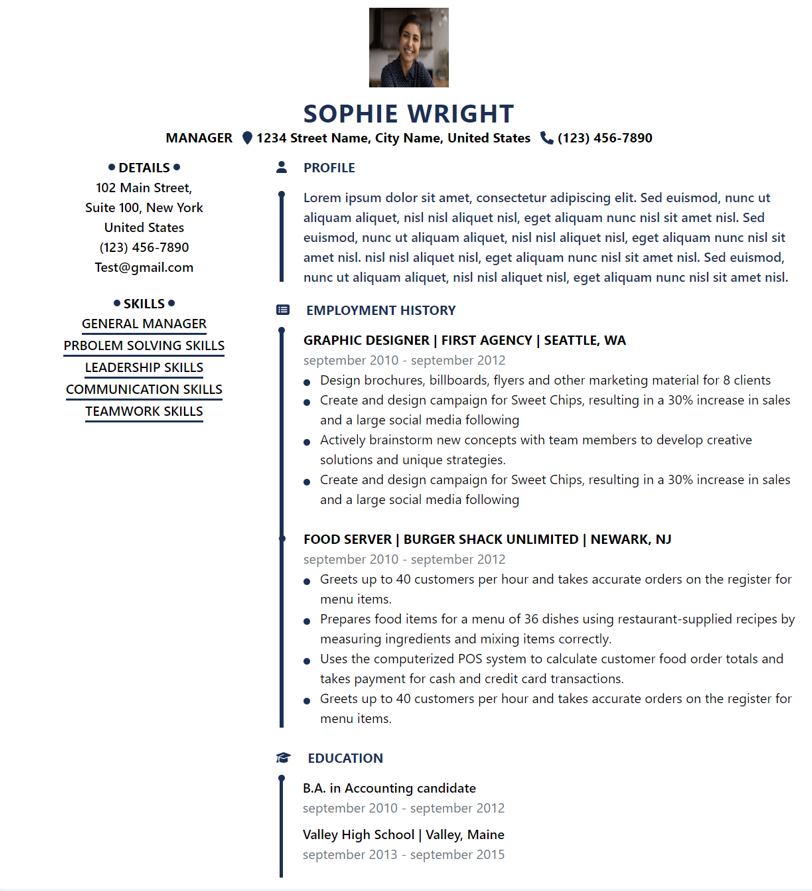 SOPHIE WRIGHT
MANAGER 1234 Street Name, City Name, United States (123) 456-7890
DETAILS
102 Main Street,
Suite 100, New York
United States
(123) 456-7890
Test@gmail.com
SKILLS
GENERAL MANAGER
PRBOLEM SOLVING SKILLS
LEADERSHIP SKILLS
COMMUNICATION SKILLS
TEAMWORK SKILLS
PROFILE
Lorem ipsum dolor sit amet, consectetur adipiscing elit. Sed euismod, nunc ut
aliquam aliquet, nisl nisl aliquet nisl, eget aliquam nunc nisl sit amet nisl. Sed
euismod, nunc ut aliquam aliquet, nisl nisl aliquet nisl, eget aliquam nunc nisl sit
amet nisl. nisl nisl aliquet nisl, eget aliquam nunc nisl sit amet nisl. Sed euismod,
nunc ut aliquam aliquet, nisl nisl aliquet nisl, eget aliquam nunc nisl sit amet nisl.
EMPLOYMENT HISTORY
GRAPHIC DESIGNER | FIRST AGENCY | SEATTLE, WA
september 2010 - september 2012
Design brochures, billboards, flyers and other marketing material for 8 clients
Create and design campaign for Sweet Chips, resulting in a 30% increase in sales
and a large social media following
Actively brainstorm new concepts with team members to develop creative
solutions and unique strategies.
Create and design campaign for Sweet Chips, resulting in a 30% increase in sales
and a large social media following
FOOD SERVER | BURGER SHACK UNLIMITED | NEWARK, NJ
september 2010 - september 2012
Greets up to 40 customers per hour and takes accurate orders on the register for
menu items.
Prepares food items for a menu of 36 dishes using restaurant-supplied recipes by
measuring ingredients and mixing items correctly.
Uses the computerized POS system to calculate customer food order totals and
takes payment for cash and credit card transactions.
Greets up to 40 customers per hour and takes accurate orders on the register for
menu items.
EDUCATION
B.A. in Accounting candidate
september 2010 - september 2012
Valley High School | Valley, Maine
september 2013 - september 2015